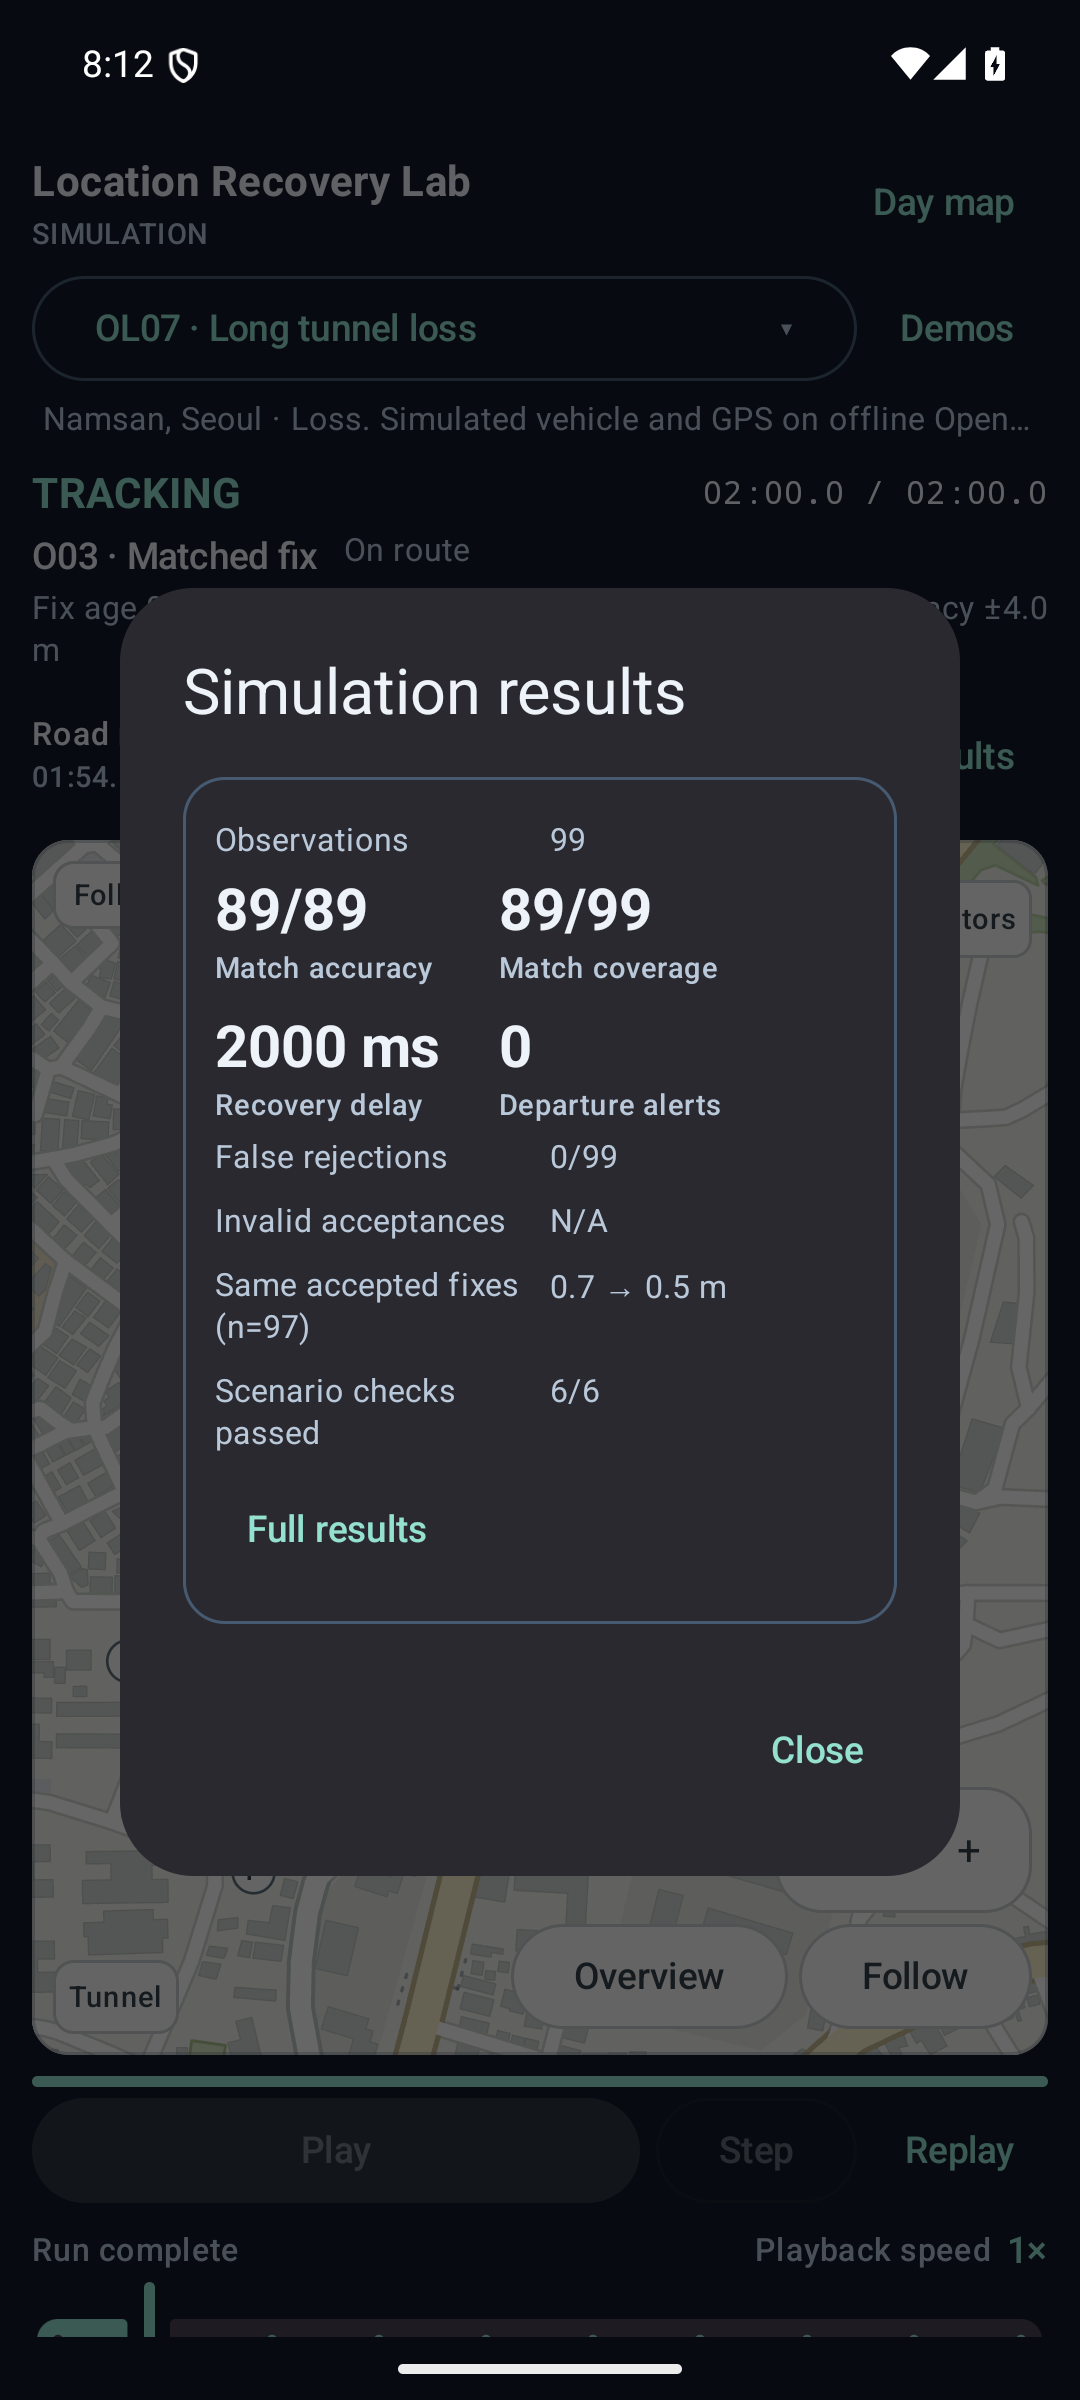 8:12
Location Recovery Lab
SIMULATION
Day map
OL07 · Long tunnel loss ▾
Demos
Namsan, Seoul · Loss. Simulated vehicle and GPS on offline Open…
TRACKING
02:00.0 / 02:00.0
O03 · Matched fix On route
Fix age
±4.0
m
Road
01:54.
Simulation results
Observations 99
89/89 89/99
Match accuracy Match coverage
2000 ms 0
Recovery delay Departure alerts
False rejections 0/99
Invalid acceptances N/A
Same accepted fixes 0.7 → 0.5 m
(n=97)
Scenario checks 6/6
passed
Full results
Close
+
Overview
Follow
Tunnel
Play
Step
Replay
Run complete
Playback speed 1×